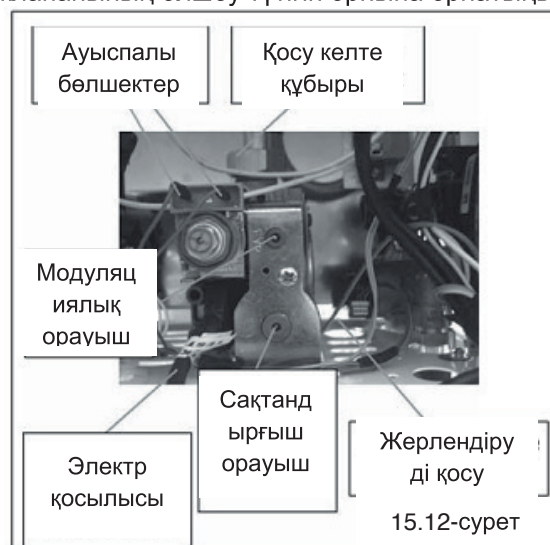 Ауыспалы
бөлшектер
Қосу келте
құбыры
Модуляц
иялық
орауыш
Сақтанд
ырғыш
орауыш
Электр
қосылысы
Жерлендіру
ді қосу
15.12-сурет